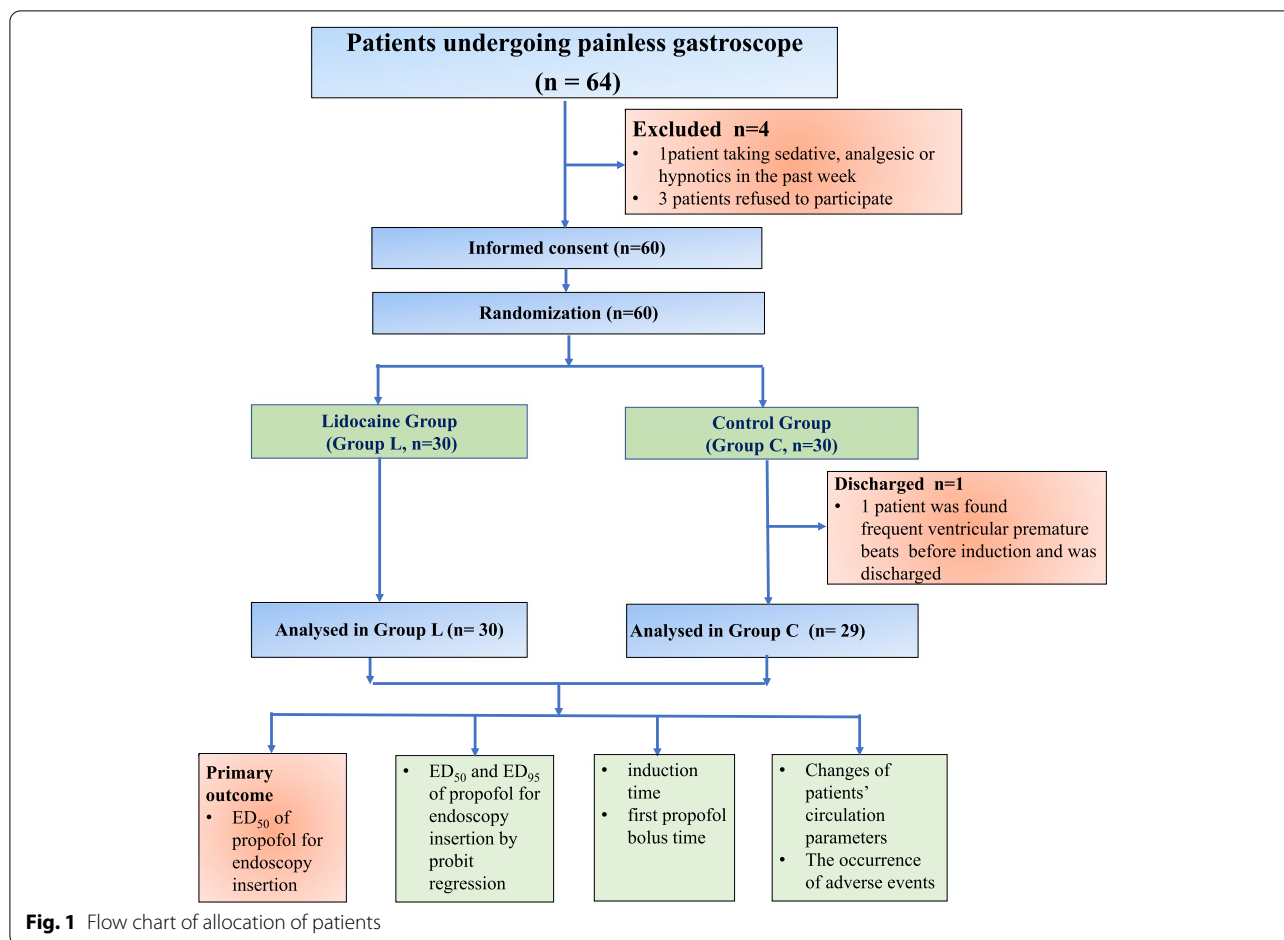 Patients undergoing painless gastroscope
(n = 64)
Excluded n=4
• 1patient taking sedative, analgesic or
hypnotics in the past week
• 3 patients refused to participate
Informed consent (n=60)
Randomization (n=60)
Lidocaine Group
(Group L, n=30)
Control Group
(Group C, n=30)
Discharged n=1
• 1 patient was found
frequent ventricular premature
beats before induction and was
discharged
Analysed in Group L (n= 30)
Analysed in Group C (n= 29)
Primary
outcome
• ED50 of
propofol for
endoscopy
insertion
• ED50 and ED95
of propofol for
endoscopy
insertion by
probit
regression
• induction
time
• first propofol
bolus time
• Changes of
patients'
circulation
parameters
• The occurrence
of adverse events
Fig. 1 Flow chart of allocation of patients